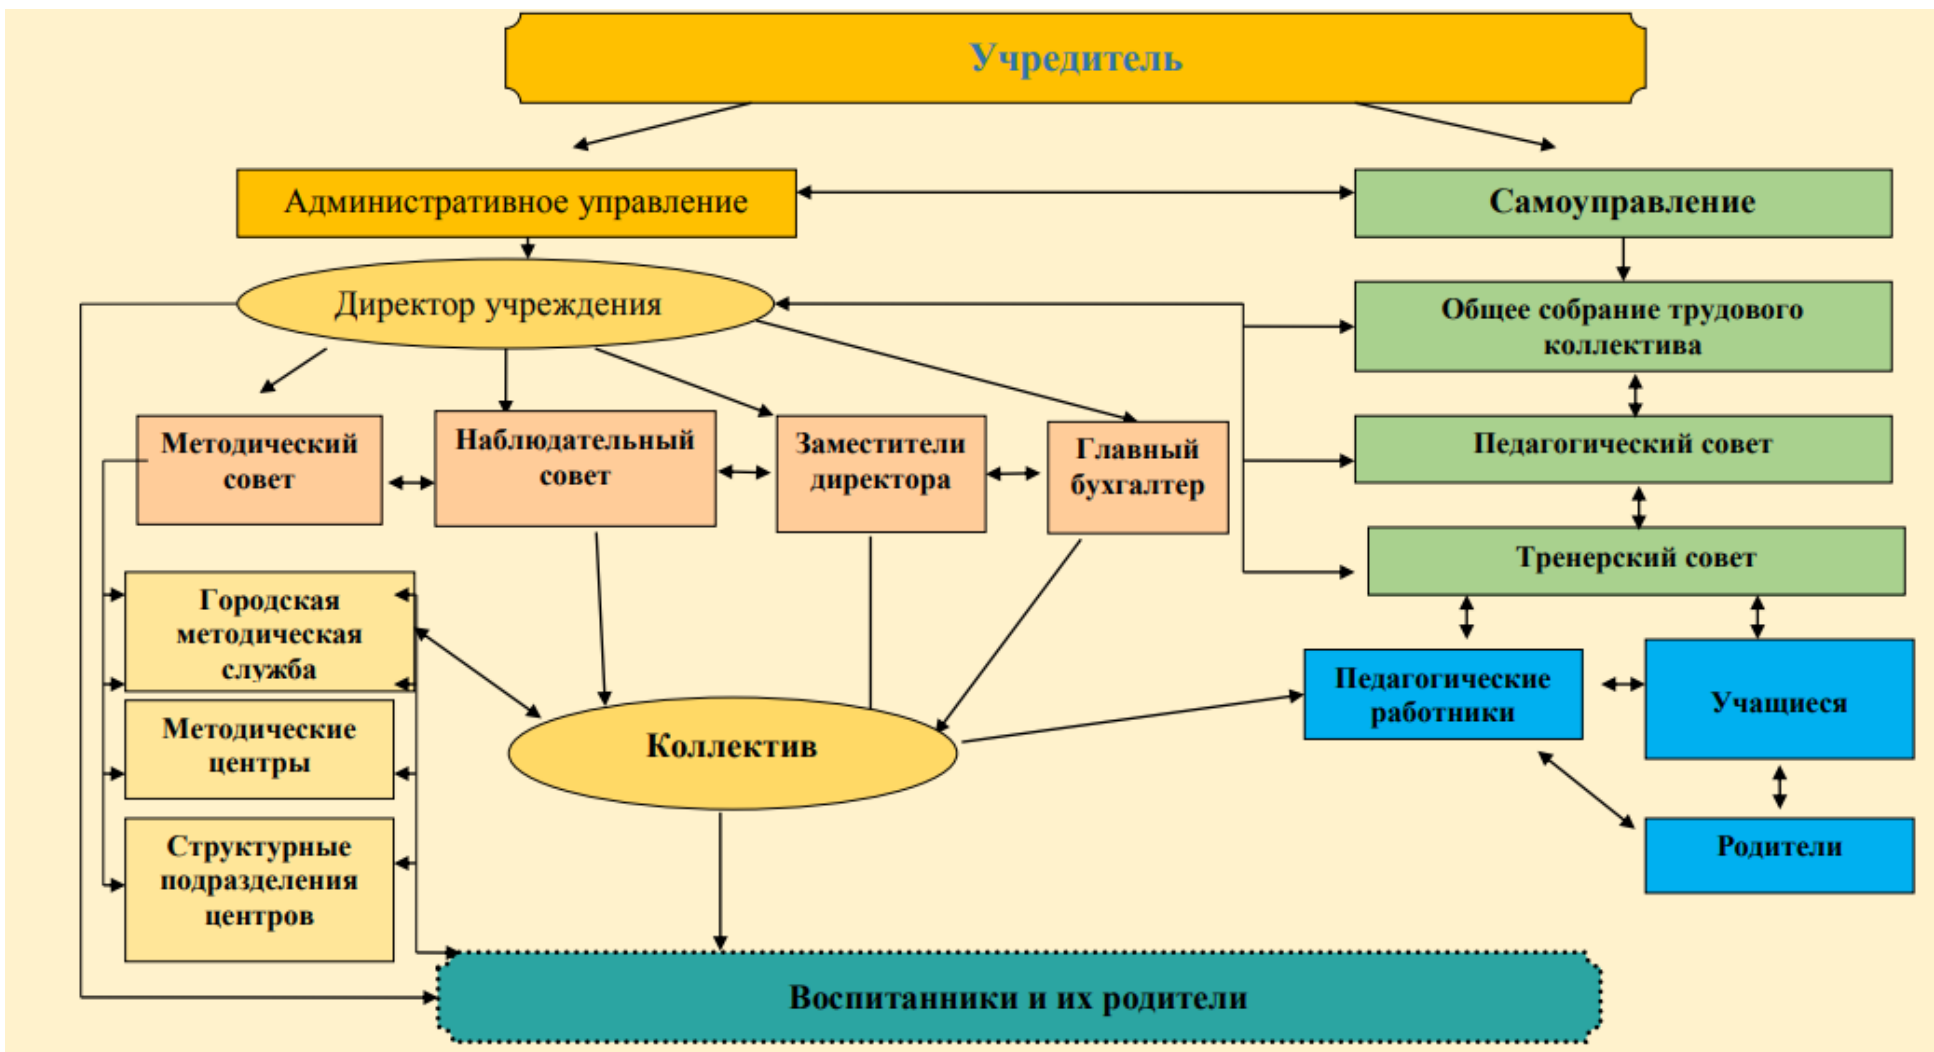 Учредитель
Административное управление
Самоуправление
Директор учреждения
Общее собрание трудового
коллектива
Методический
совет
Наблюдательный
совет
Заместители
директора
Главный
бухгалтер
Педагогический совет
Тренерский совет
Городская
методическая
служба
Методические
центры
Структурные
подразделения
центров
Коллектив
Педагогические
работники
Учащиеся
Родители
Воспитанники и их родители